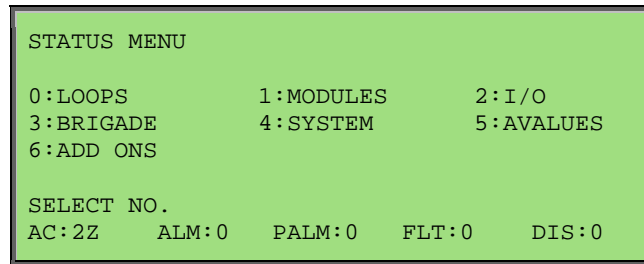 STATUS MENU
0:LOOPS 1:MODULES 2:I/O
3:BRIGADE 4:SYSTEM 5:AVALUES
6:ADD ONS
SELECT NO.
AC:2Z ALM:0 PALM:0 FLT:0 DIS:0